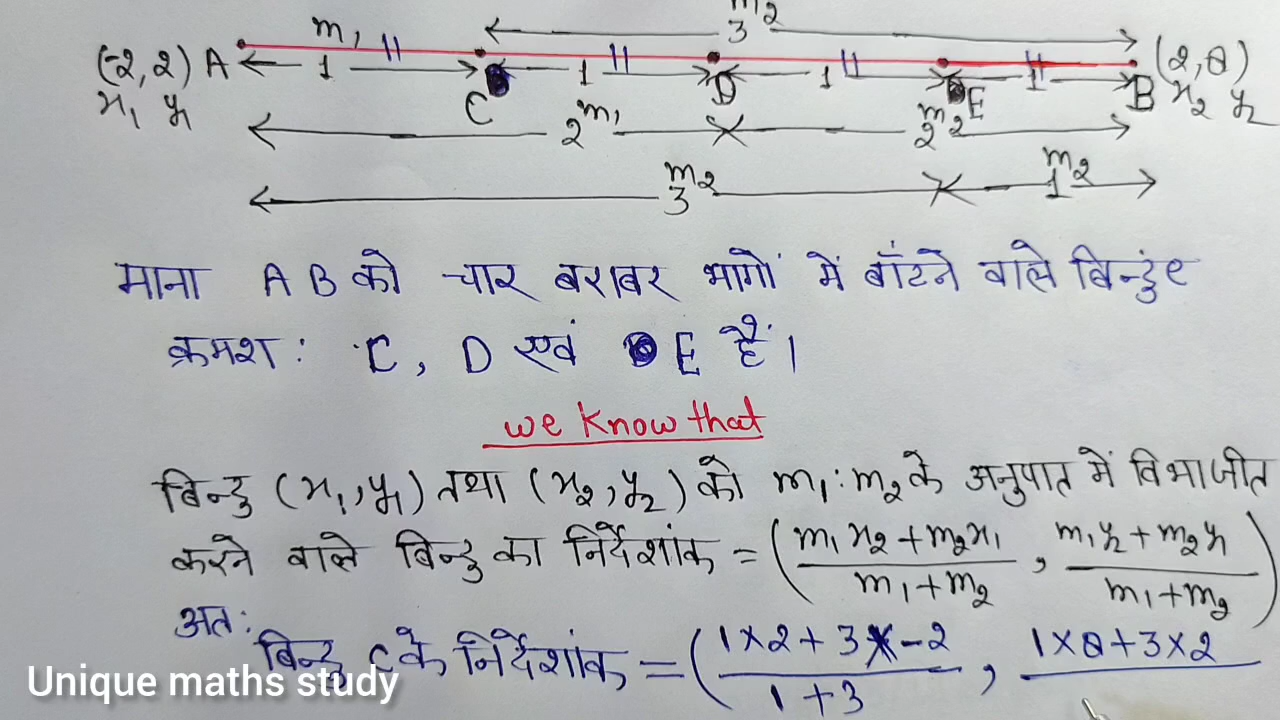 m₁ m₂
3
(-2, 2) A 1 1 1 1 (2, 8)
x₁ y₁ C D E B x₂ y₂
2 m₁ m₂ 2
m₂ 3 m₂ 1
माना AB को चार बराबर भागों में बाँटने वाले बिन्दुंए
क्रमश: C, D एवं E हैं।
we know that
बिन्दु (x₁, y₁) तथा (x₂, y₂) को m₁:m₂ के अनुपात में विभाजीत
करने वाले बिन्दु का निर्देशांक = (m₁x₂+m₂x₁ / m₁+m₂ , m₁y₂+m₂y₁ / m₁+m₂)
अत:
बिन्दु C के निर्देशांक = (1×2+3×-2 / 1+3 , 1×8+3×2
Unique maths study